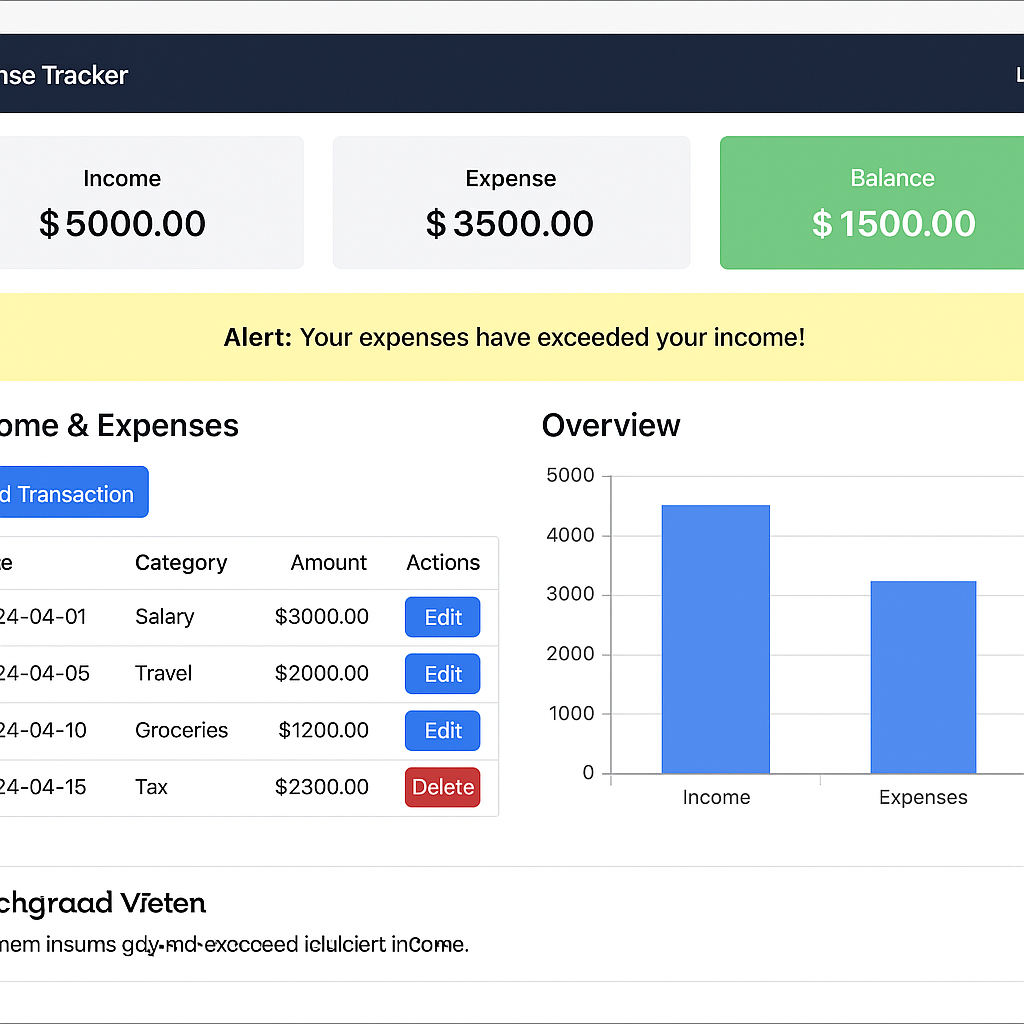 nse Tracker L
Income
$5000.00
Expense
$3500.00
Balance
$1500.00
Alert: Your expenses have exceeded your income!
ome & Expenses
d Transaction
e Category Amount Actions
24-04-01 Salary $3000.00 Edit
24-04-05 Travel $2000.00 Edit
24-04-10 Groceries $1200.00 Edit
24-04-15 Tax $2300.00 Delete
Overview
5000
4000
3000
2000
1000
0
Income Expenses
chgraad Vieten
mem insums exccceed income.